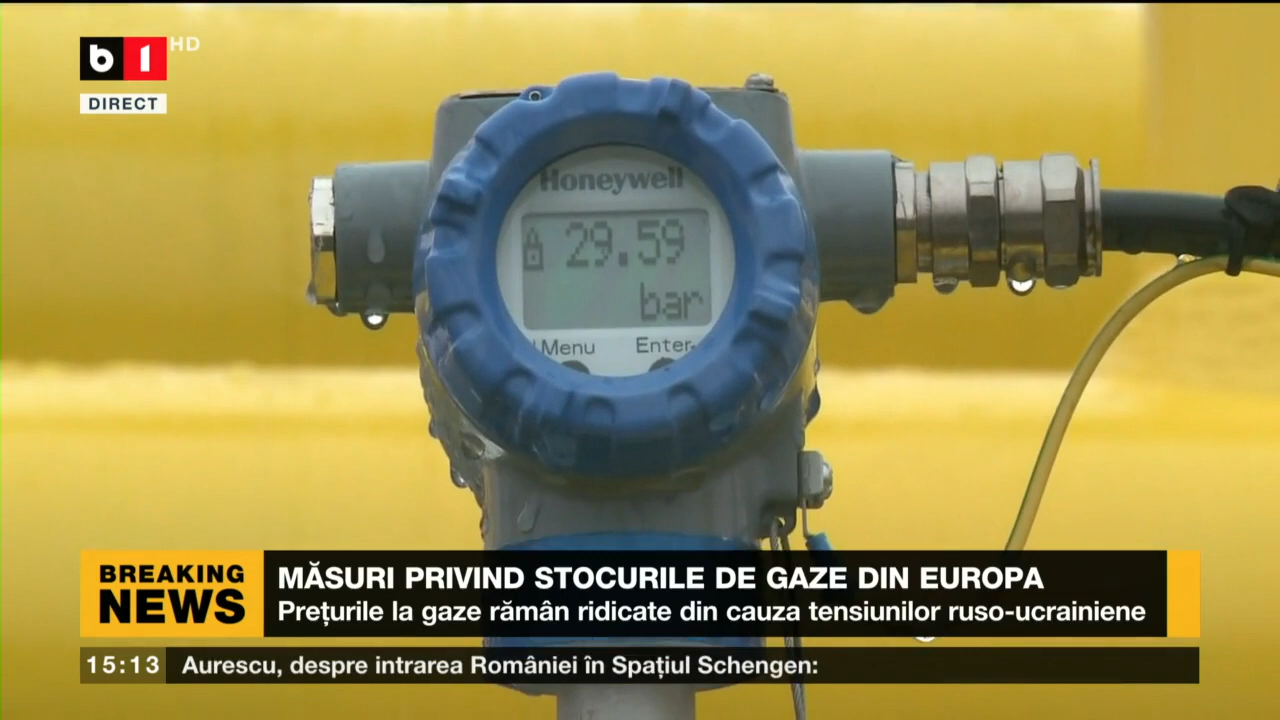 b1 HD
DIRECT
Honeywell
29.59
bar
Menu
Enter
BREAKING
NEWS
MĂSURI PRIVIND STOCURILE DE GAZE DIN EUROPA
Prețurile la gaze rămân ridicate din cauza tensiunilor ruso-ucrainiene
15:13 Aurescu, despre intrarea României în Spațiul Schengen: